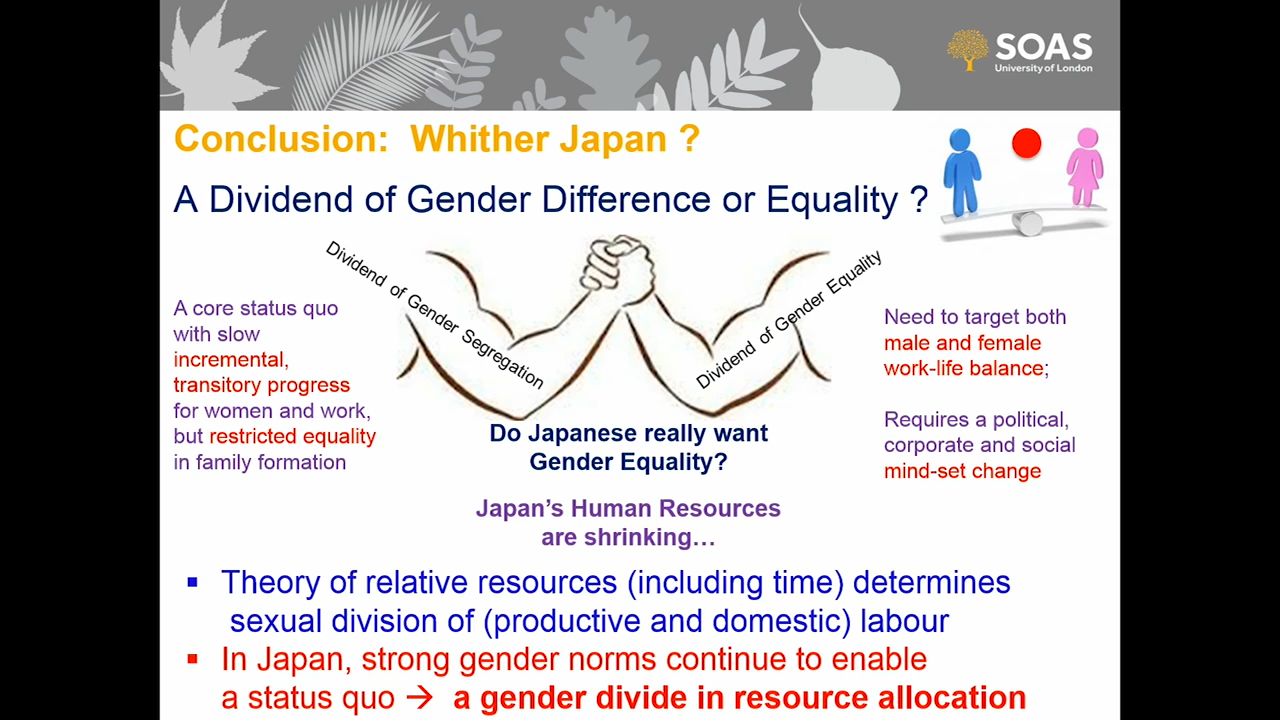 SOAS
University of London
Conclusion: Whither Japan ?
A Dividend of Gender Difference or Equality ?
Dividend of Gender Segregation
Dividend of Gender Equality
A core status quo
with slow
incremental,
transitory progress
for women and work,
but restricted equality
in family formation
Need to target both
male and female
work-life balance;
Requires a political,
corporate and social
mind-set change
Do Japanese really want
Gender Equality?
Japan’s Human Resources
are shrinking…
▪ Theory of relative resources (including time) determines
sexual division of (productive and domestic) labour
▪ In Japan, strong gender norms continue to enable
a status quo → a gender divide in resource allocation